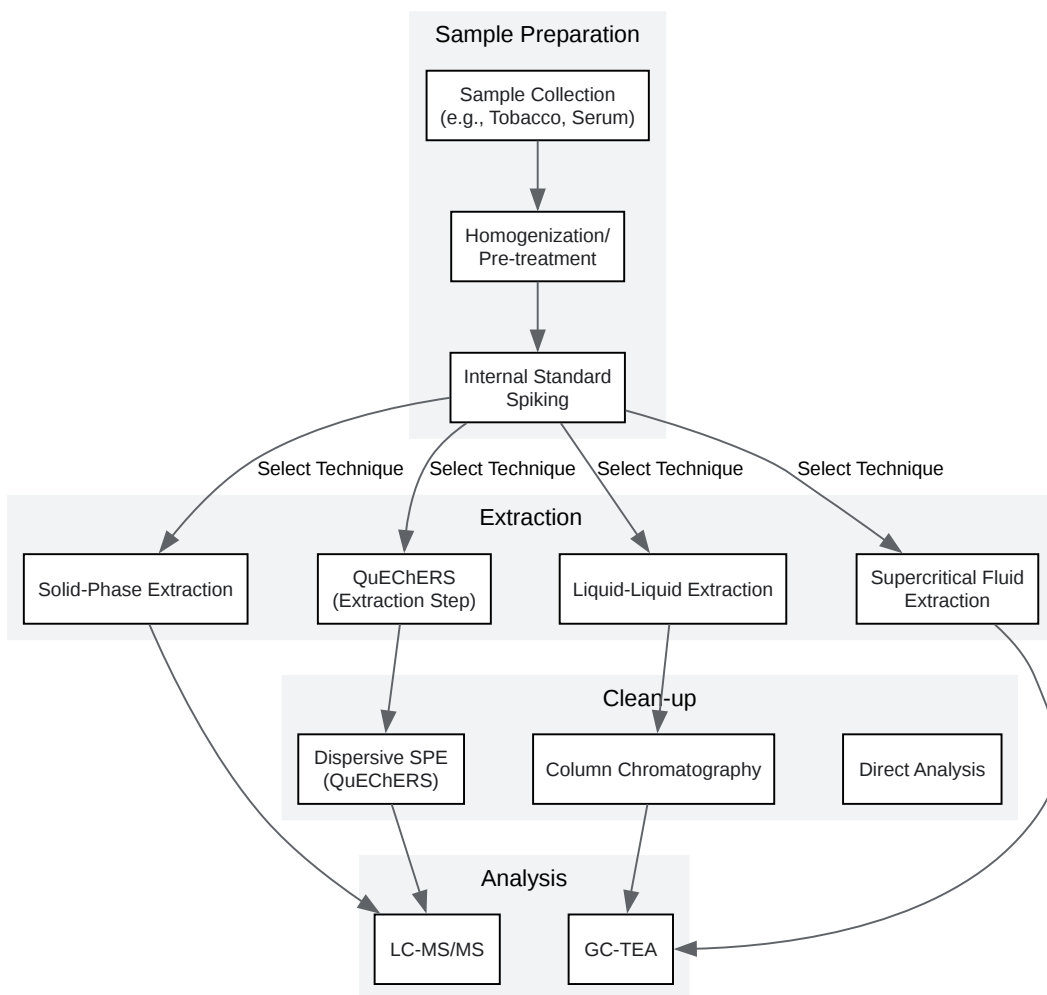 Sample Preparation
Sample Collection
(e.g., Tobacco, Serum)
Homogenization/
Pre-treatment
Internal Standard
Spiking
Select Technique
Select Technique
Select Technique
Select Technique
Extraction
Solid-Phase Extraction
QuEChERS
(Extraction Step)
Liquid-Liquid Extraction
Supercritical Fluid
Extraction
Clean-up
Dispersive SPE
(QuEChERS)
Column Chromatography
Direct Analysis
Analysis
LC-MS/MS
GC-TEA